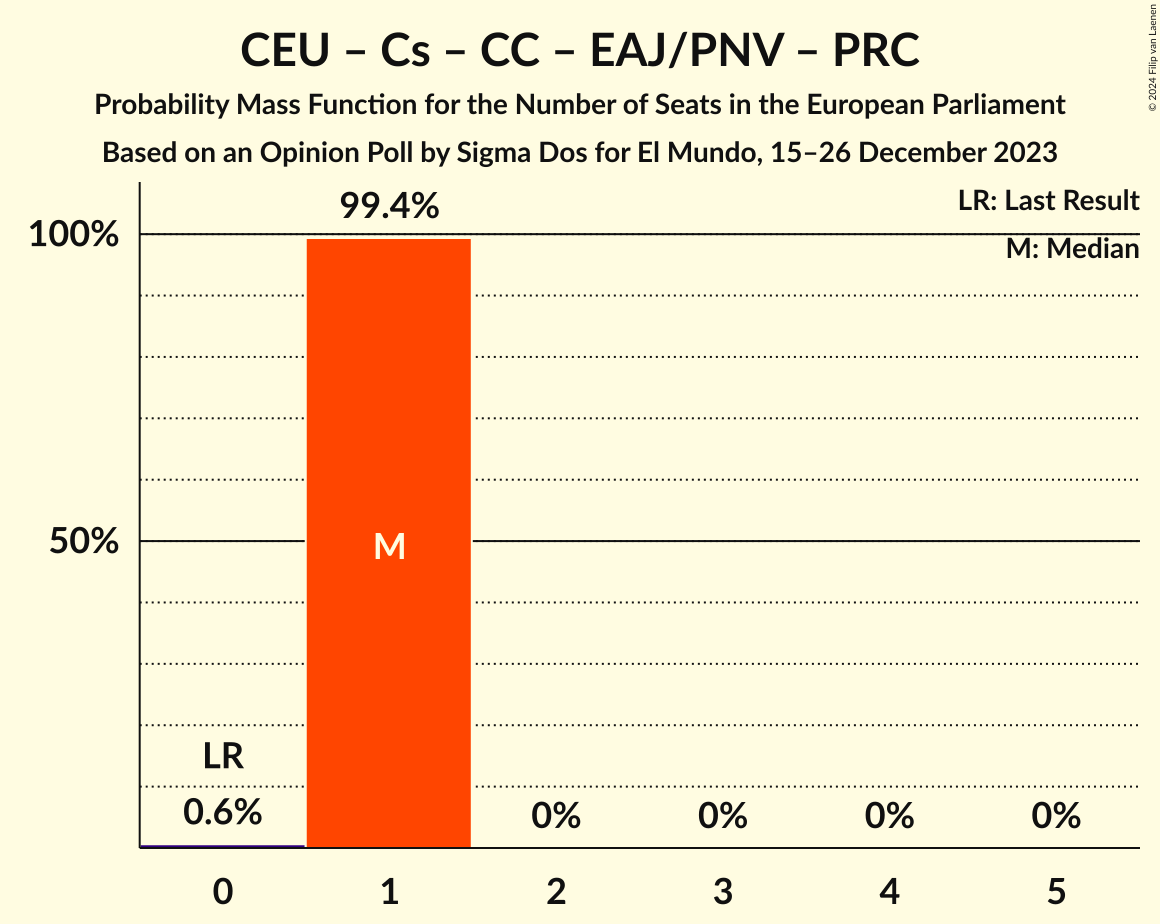 CEU – Cs – CC – EAJ/PNV – PRC
Probability Mass Function for the Number of Seats in the European Parliament
Based on an Opinion Poll by Sigma Dos for El Mundo, 15–26 December 2023
© 2024 Filip van Laenen
LR: Last Result
M: Median
99.4%
100%
50%
M
LR
0.6%
0%
0%
0%
0%
0
1
2
3
4
5